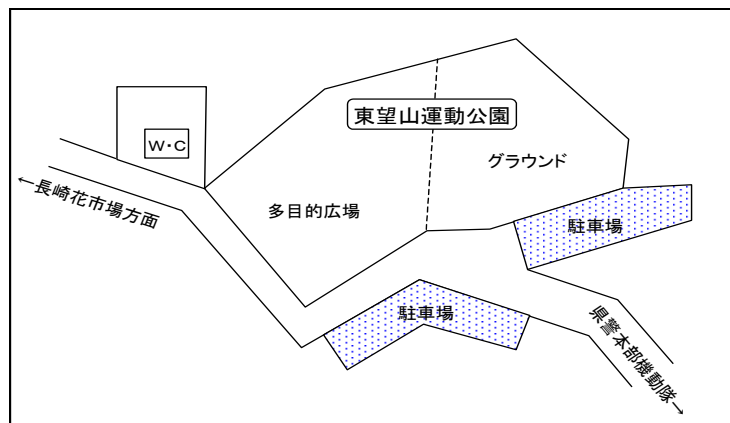 東望山運動公園
W・C
グラウンド
←長崎花市場方面
多目的広場
駐車場
駐車場
県警本部機動隊→